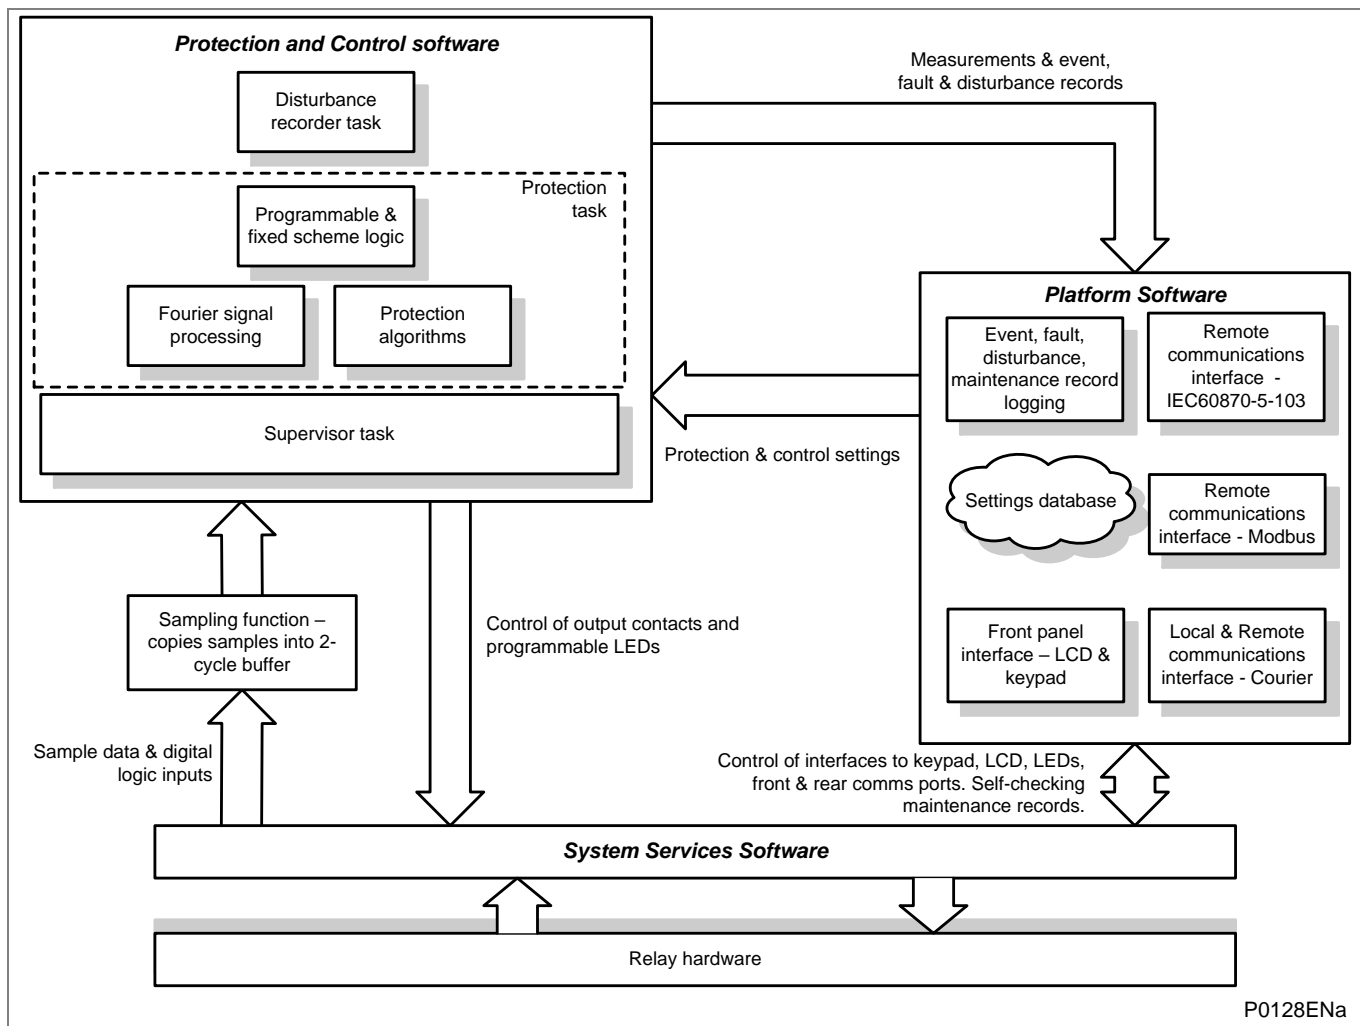 Protection and Control software
Disturbance
recorder task
Protection
task
Programmable &
fixed scheme logic
Fourier signal
processing
Protection
algorithms
Supervisor task
Measurements & event,
fault & disturbance records
Platform Software
Event, fault,
disturbance,
maintenance record
logging
Remote
communications
interface -
IEC60870-5-103
Protection & control settings
Settings database
Remote
communications
interface - Modbus
Sampling function –
copies samples into 2-
cycle buffer
Control of output contacts and
programmable LEDs
Front panel
interface – LCD &
keypad
Local & Remote
communications
interface - Courier
Sample data & digital
logic inputs
Control of interfaces to keypad, LCD, LEDs,
front & rear comms ports. Self-checking
maintenance records.
System Services Software
Relay hardware
P0128ENa